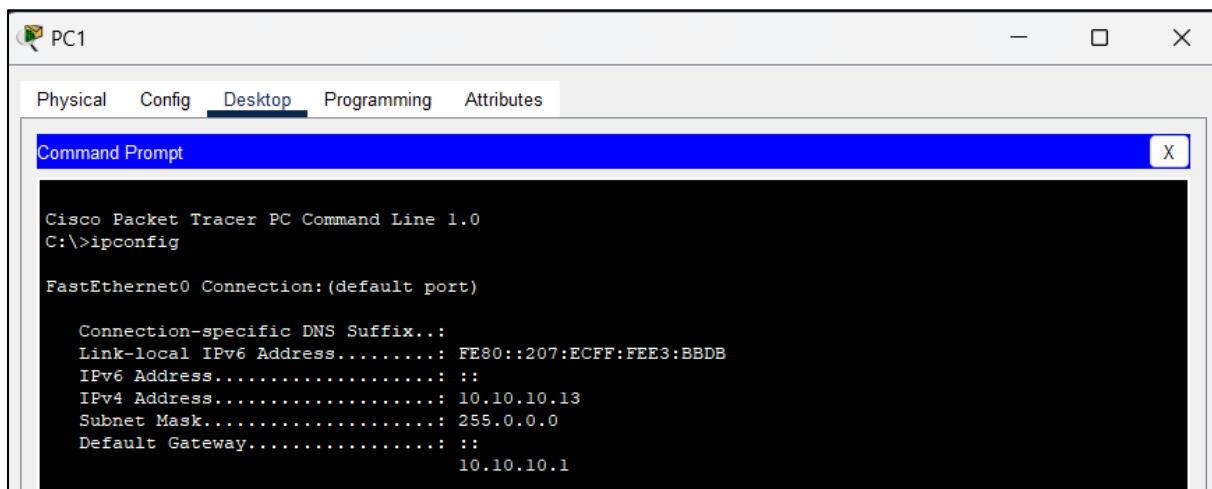 PC1
Physical Config Desktop Programming Attributes
Command Prompt
X
Cisco Packet Tracer PC Command Line 1.0
C:\>ipconfig
FastEthernet0 Connection:(default port)
Connection-specific DNS Suffix..:
Link-local IPv6 Address.........: FE80::207:ECFF:FEE3:BBDB
IPv6 Address....................: ::
IPv4 Address....................: 10.10.10.13
Subnet Mask.....................: 255.0.0.0
Default Gateway.................: ::
10.10.10.1